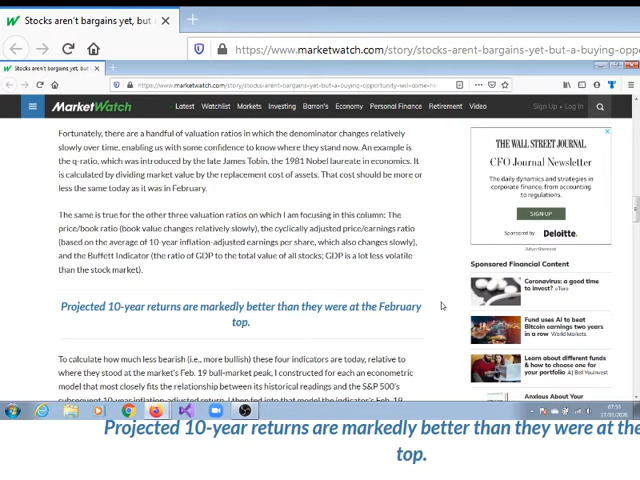 Stocks aren't bargains yet, but a
https://www.marketwatch.com/story/stocks-arent-bargains-yet-but-a-buying-oppo
Stocks aren't bargains yet, but
https://www.marketwatch.com/story/stocks-arent-bargains-yet-but-a-buying-opportunity-will-come
MarketWatch
Latest Watchlist Markets Investing Barron's Economy Personal Finance Retirement Video
Sign Up • Log In
Fortunately, there are a handful of valuation ratios in which the denominator changes relatively
slowly over time, enabling us with some confidence to know where they stand now. An example is
the q-ratio, which was introduced by the late James Tobin, the 1981 Nobel laureate in economics. It
is calculated by dividing market value by the replacement cost of assets. That cost should be more or
less the same today as it was in February.
The same is true for the other three valuation ratios on which I am focusing in this column: The
price/book ratio (book value changes relatively slowly), the cyclically adjusted price/earnings ratio
(based on the average of 10-year inflation-adjusted earnings per share, which also changes slowly),
and the Buffett Indicator (the ratio of GDP to the total value of all stocks; GDP is a lot less volatile
than the stock market).
Projected 10-year returns are markedly better than they were at the February
top.
To calculate how much less bearish (i.e., more bullish) these four indicators are today, relative to
where they stood at the market's Feb. 19 bull-market peak, I constructed for each an econometric
model that most closely fits the relationship between its historical readings and the S&P 500's
subsequent 10-year inflation-adjusted return. I then fed into that model the indicator's Feb. 19
THE WALL STREET JOURNAL
CFO Journal Newsletter
The daily dynamics and strategies in
corporate finance, from accounting
to regulation.
SIGN UP
Sponsored by Deloitte.
Advertisement
Sponsored Financial Content
Coronavirus: a good time
to invest? eToro
Fund uses AI to beat
Bitcoin earnings two years
in a row World Markets
Learn about different funds
& how to choose one for
your portfolio AJ Bell Youinvest
Anxious About Your
07:53
Projected 10-year returns are markedly better than they were at the
top.